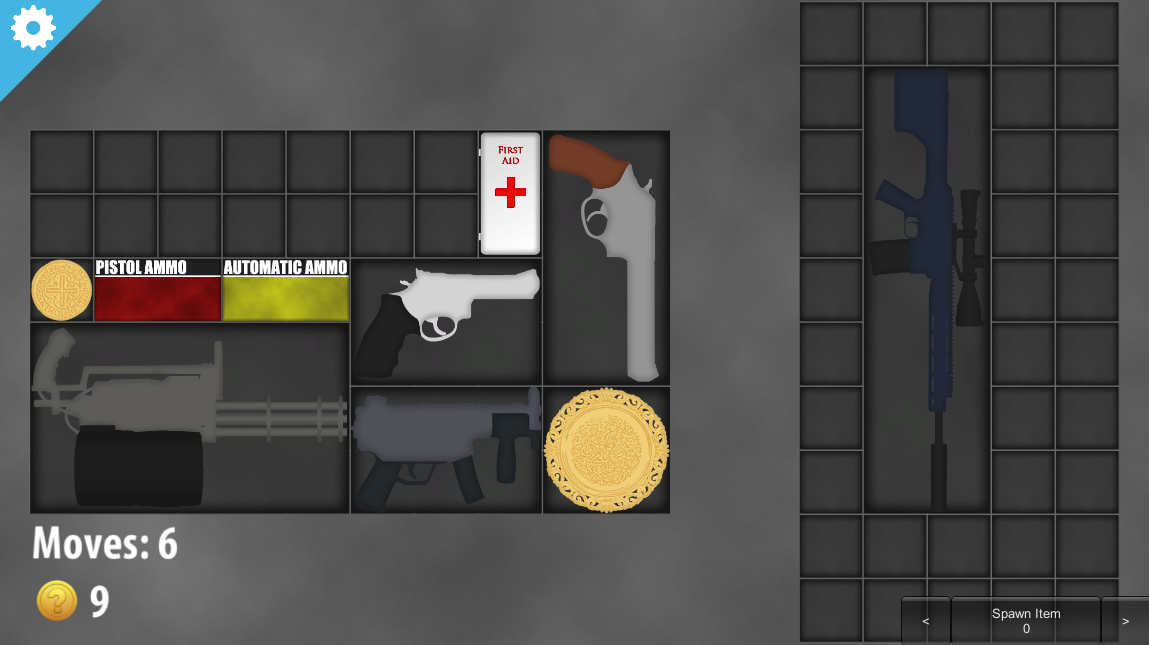 FIRST
AID
PISTOL AMMO
AUTOMATIC AMMO
Moves: 6
? 9
Spawn Item
< 0 >